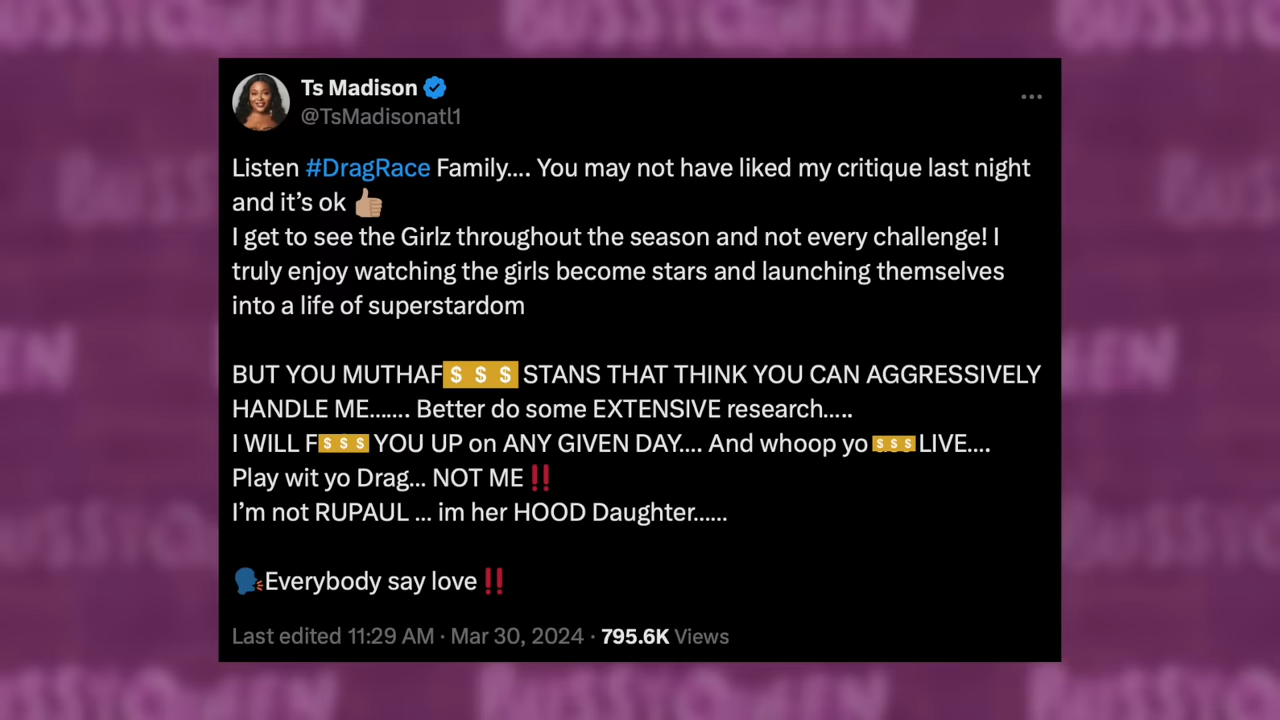 BUSSYQUEEN
Ts Madison
@TsMadisonatl1
Listen #DragRace Family.... You may not have liked my critique last night
and it’s ok 👍🏼
I get to see the Girlz throughout the season and not every challenge! I
truly enjoy watching the girls become stars and launching themselves
into a life of superstardom
BUT YOU MUTHAF$ $ $ STANS THAT THINK YOU CAN AGGRESSIVELY
HANDLE ME....... Better do some EXTENSIVE research.....
I WILL F$ $ $ YOU UP on ANY GIVEN DAY.... And whoop yo $ $ $ LIVE....
Play wit yo Drag... NOT ME‼️
I’m not RUPAUL ... im her HOOD Daughter......
🗣️Everybody say love‼️
Last edited 11:29 AM · Mar 30, 2024 · 795.6K Views